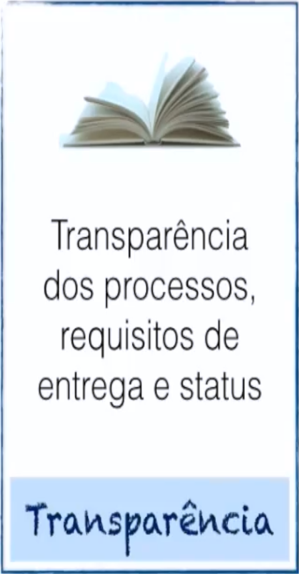 Transparência
dos processos,
requisitos de
entrega e status
Transparência